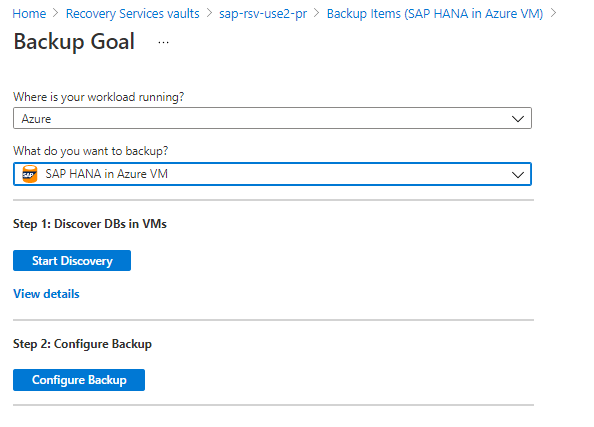 Home > Recovery Services vaults > sap-rsv-use2-pr > Backup Items (SAP HANA in Azure VM) >
Backup Goal ...
Where is your workload running?
Azure
What do you want to backup?
SAP SAP HANA in Azure VM
Step 1: Discover DBs in VMs
Start Discovery
View details
Step 2: Configure Backup
Configure Backup